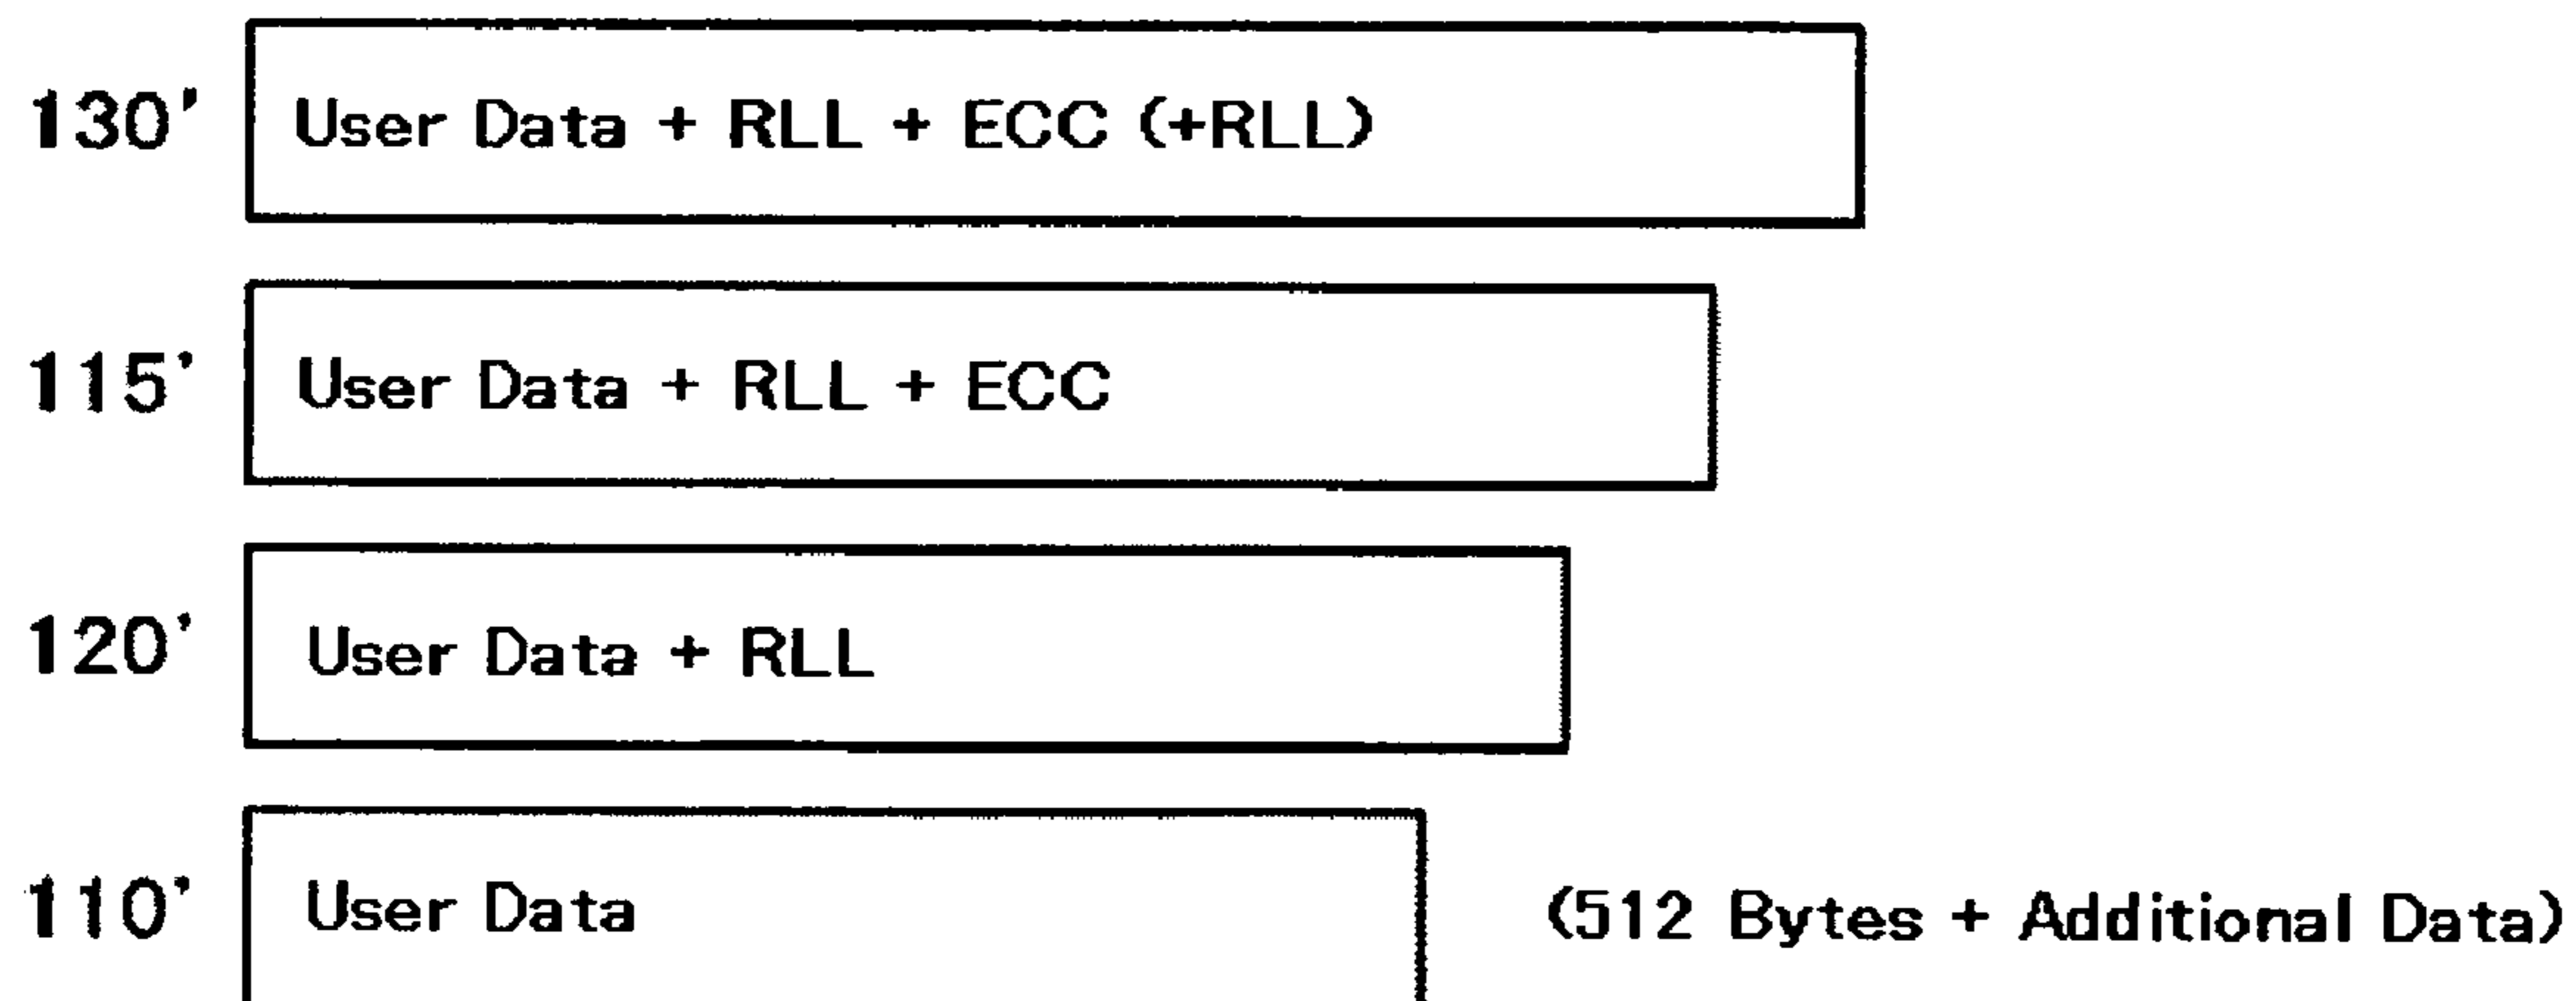 130' User Data + RLL + ECC (+RLL)
115' User Data + RLL + ECC
120' User Data + RLL
110' User Data (512 Bytes + Additional Data)